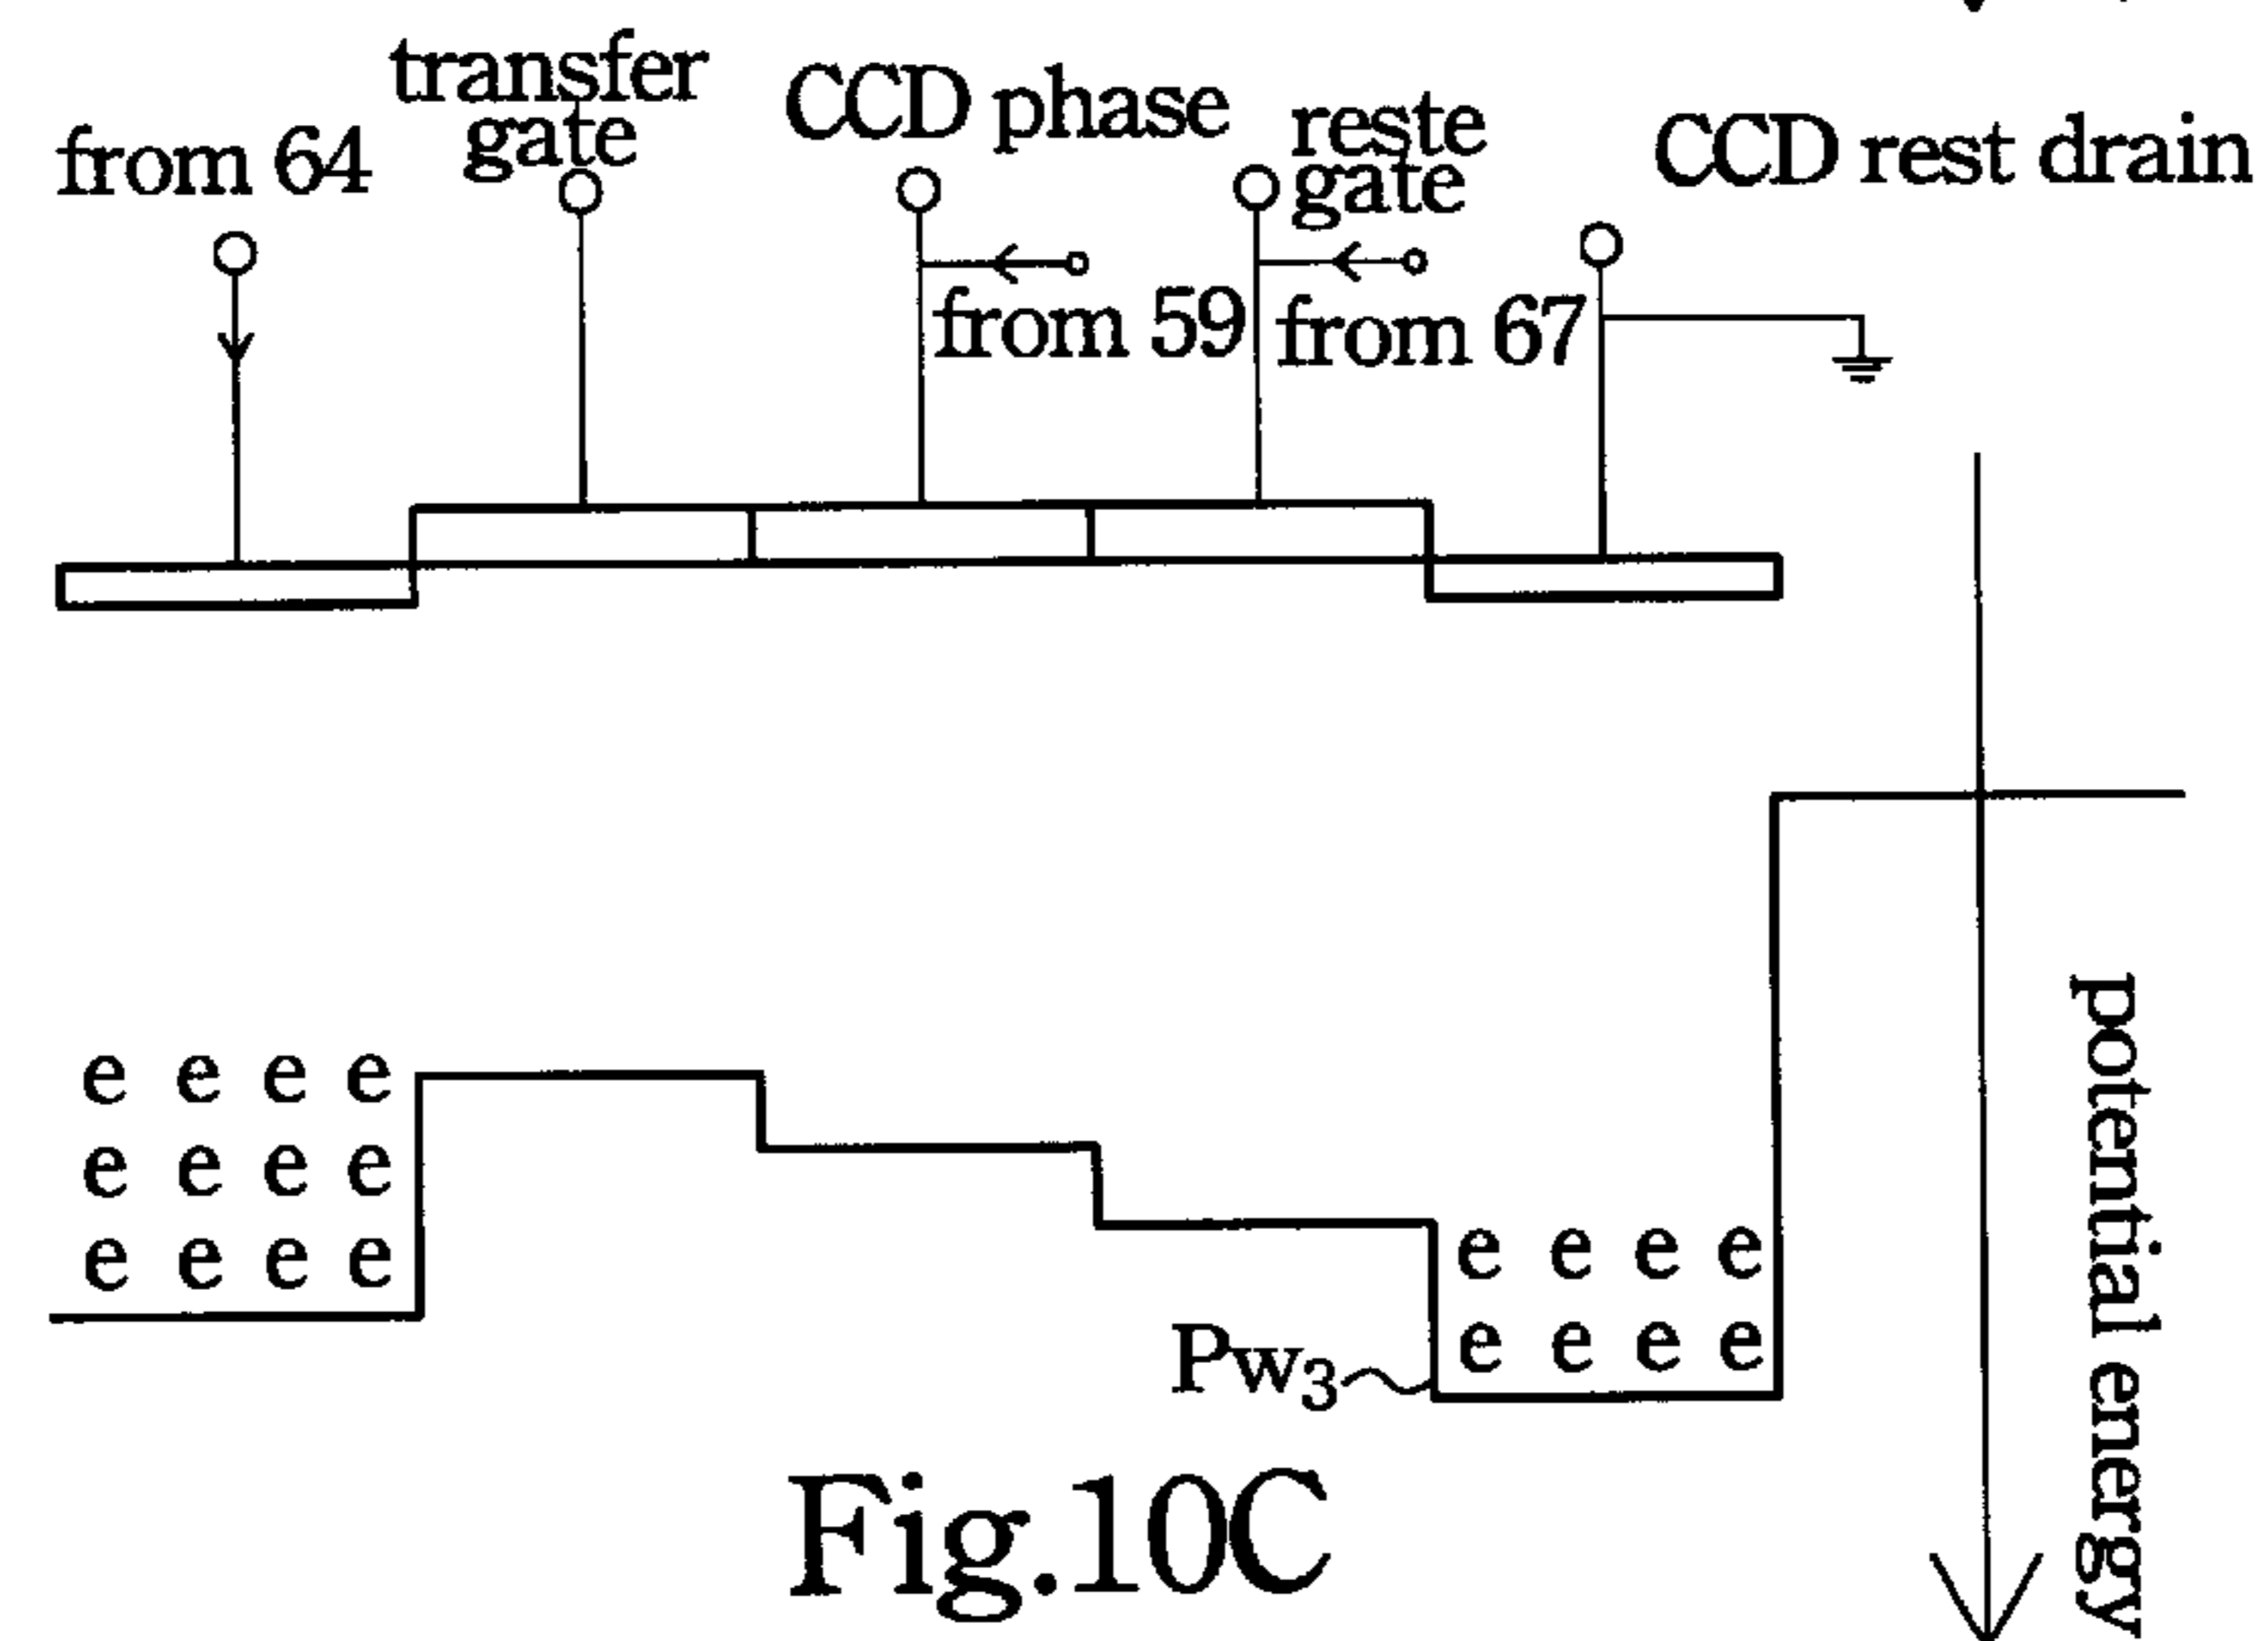 from 64
transfer
gate
CCD phase
reste
gate
CCD rest drain
from 59
from 67
e e e e
e e e e
e e e e
e e e e
e e e e
Pw3
potential energy
Fig.10C